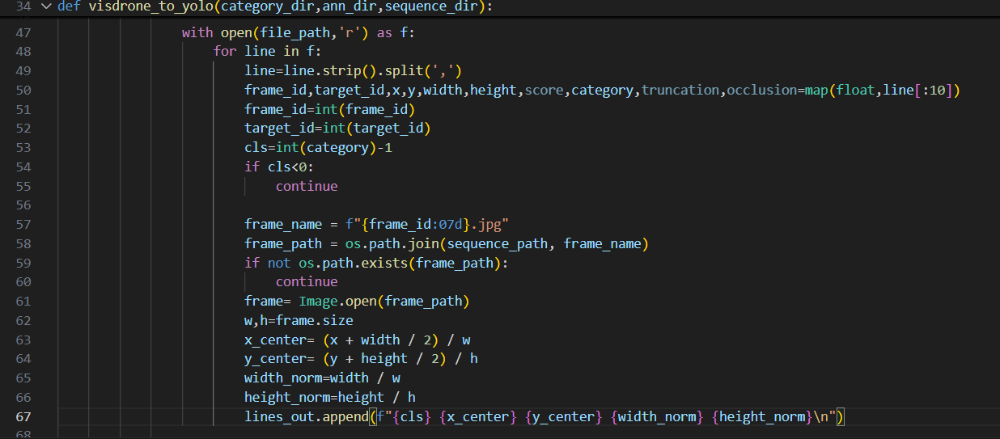 34 def visdrone_to_yolo(category_dir,ann_dir,sequence_dir):
47 with open(file_path,'r') as f:
48 for line in f:
49 line=line.strip().split(',')
50 frame_id,target_id,x,y,width,height,score,category,truncation,occlusion=map(float,line[:10])
51 frame_id=int(frame_id)
52 target_id=int(target_id)
53 cls=int(category)-1
54 if cls<0:
55 continue
56
57 frame_name = f"{frame_id:07d}.jpg"
58 frame_path = os.path.join(sequence_path, frame_name)
59 if not os.path.exists(frame_path):
60 continue
61 frame= Image.open(frame_path)
62 w,h=frame.size
63 x_center= (x + width / 2) / w
64 y_center= (y + height / 2) / h
65 width_norm=width / w
66 height_norm=height / h
67 lines_out.append(f"{cls} {x_center} {y_center} {width_norm} {height_norm}\n")
68